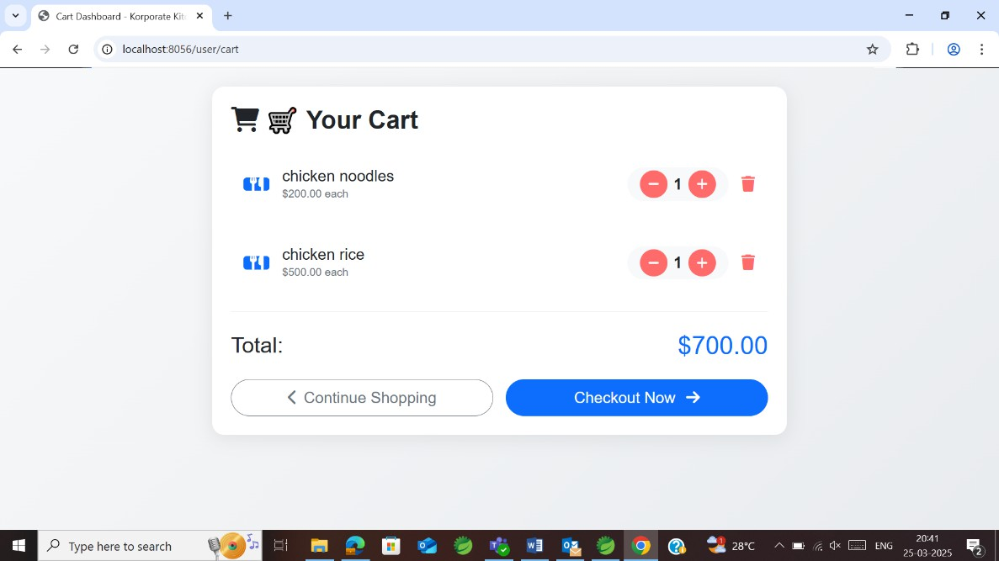 Cart Dashboard - Korporate Kit
localhost:8056/user/cart
Your Cart
chicken noodles
$200.00 each
1
chicken rice
$500.00 each
1
Total:
$700.00
Continue Shopping
Checkout Now
Type here to search
1
28°C
ENG
20:41
25-03-2025
2